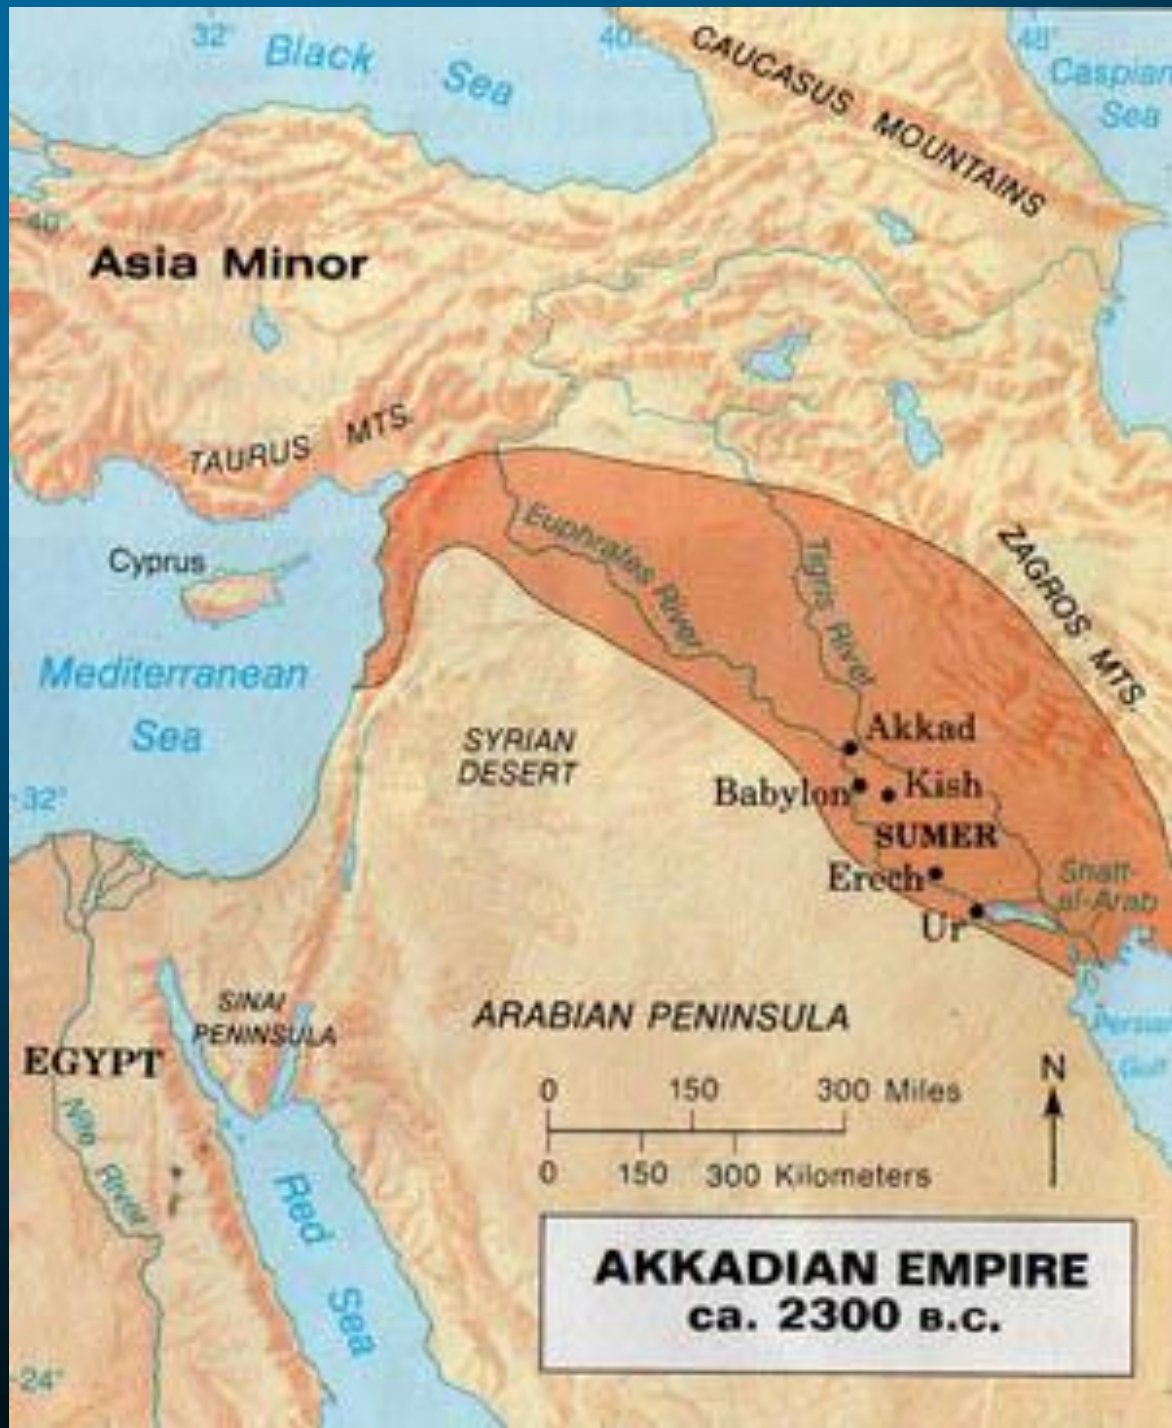 32°
Black Sea
40°
CAUCASUS MOUNTAINS
48°
Caspian
Sea
40°
Asia Minor
TAURUS MTS.
Cyprus
Euphrates River
Tigris River
ZAGROS MTS.
Mediterranean
Sea
SYRIAN
DESERT
Akkad
Babylon
Kish
32°
SUMER
Erech
Shatt-
al-Arab
Ur
SINAI
PENINSULA
ARABIAN PENINSULA
Persian
Gulf
EGYPT
Nile River
0 150 300 Miles
0 150 300 Kilometers
N
Red Sea
AKKADIAN EMPIRE
ca. 2300 B.C.
24°